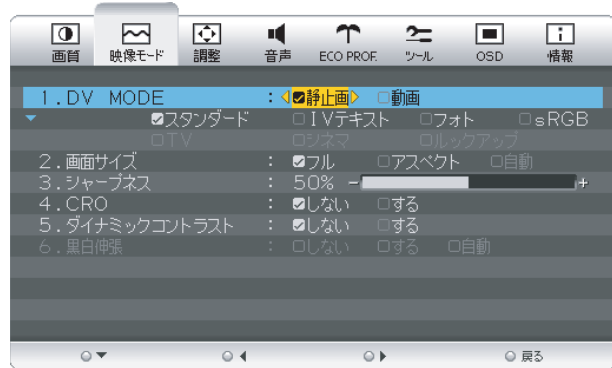 画質 映像モード 調整 音声 ECO PROF. ツール OSD 情報
1.DV MODE : 静止画 動画
スタンダード IVテキスト フォト sRGB
TV シネマ ルックアップ
2.画面サイズ : フル アスペクト 自動
3.シャープネス : 50% − +
4.CRO : しない する
5.ダイナミックコントラスト : しない する
6.黒白伸張 : しない する 自動
戻る